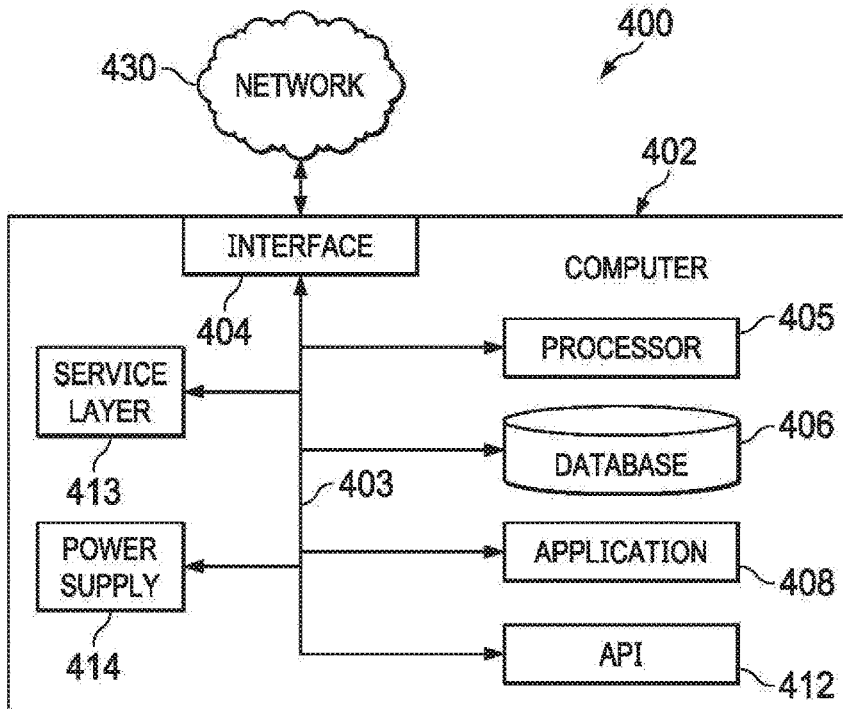 400
430
NETWORK
402
INTERFACE
404
COMPUTER
405
PROCESSOR
SERVICE
LAYER
413
406
DATABASE
403
POWER
SUPPLY
414
APPLICATION
408
API
412